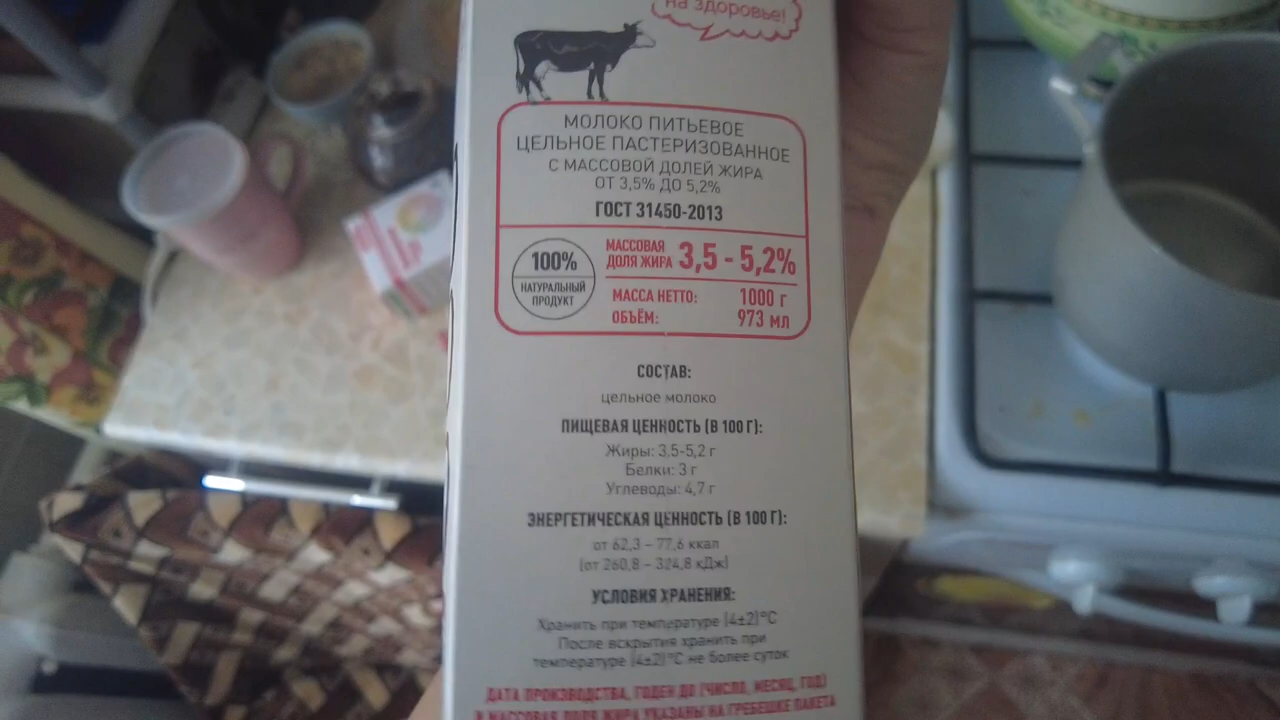 на здоровье!
МОЛОКО ПИТЬЕВОЕ
ЦЕЛЬНОЕ ПАСТЕРИЗОВАННОЕ
С МАССОВОЙ ДОЛЕЙ ЖИРА
ОТ 3,5% ДО 5,2%
ГОСТ 31450-2013
100%
НАТУРАЛЬНЫЙ
ПРОДУКТ
МАССОВАЯ
ДОЛЯ ЖИРА 3,5 - 5,2%
МАССА НЕТТО: 1000 г
ОБЪЁМ: 973 мл
СОСТАВ:
цельное молоко
ПИЩЕВАЯ ЦЕННОСТЬ (В 100 Г):
Жиры: 3,5-5,2 г
Белки: 3 г
Углеводы: 4,7 г
ЭНЕРГЕТИЧЕСКАЯ ЦЕННОСТЬ (В 100 Г):
от 62,3 – 77,6 ккал
(от 260,8 – 324,8 кДж)
УСЛОВИЯ ХРАНЕНИЯ:
Хранить при температуре (4±2)°С
После вскрытия хранить при
температуре (4±2)°С не более суток
ДАТА ПРОИЗВОДСТВА, ГОДЕН ДО (ЧИСЛО, МЕСЯЦ, ГОД)
И МАССОВАЯ ДОЛЯ ЖИРА УКАЗАНЫ НА ГРЕБЕШКЕ ПАКЕТА